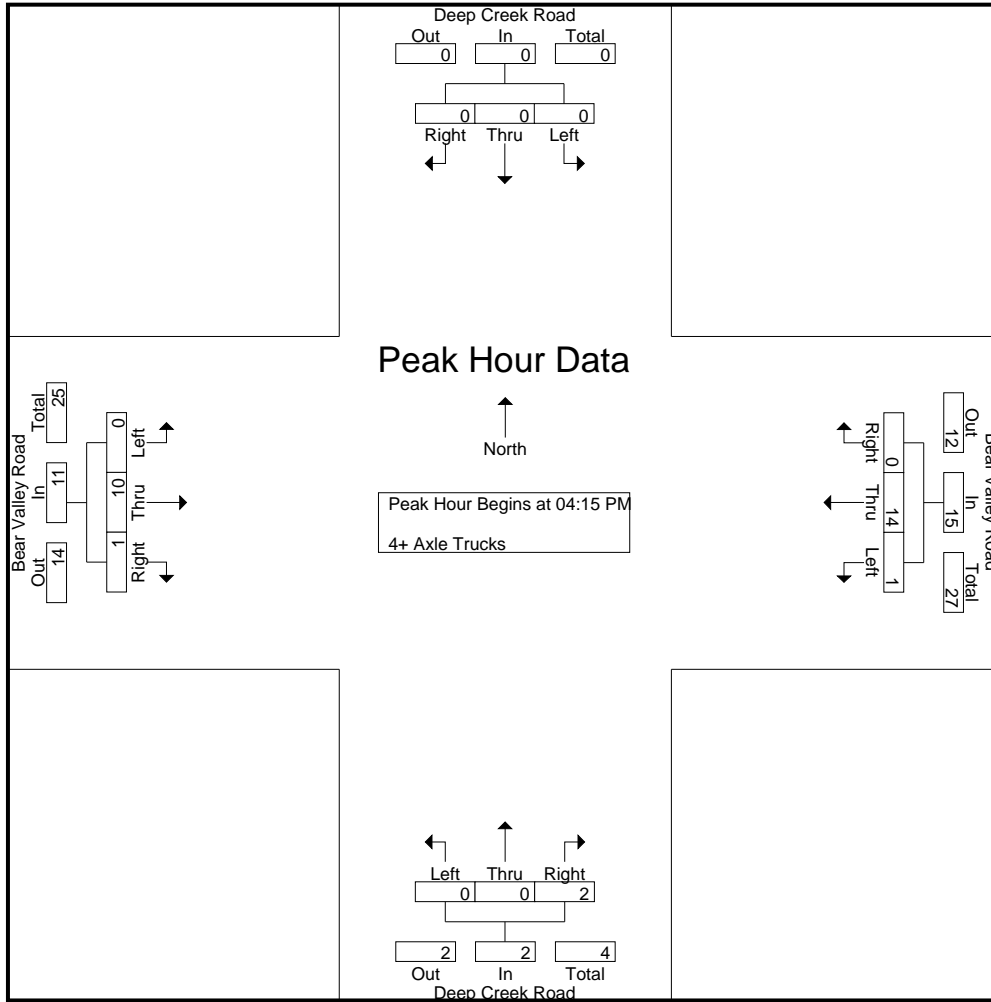 Deep Creek Road
Out In Total
0 0 0
0 0 0
Right Thru Left
Peak Hour Data
North
Peak Hour Begins at 04:15 PM
4+ Axle Trucks
Bear Valley Road
Total In Out
25 11 14
0 10 1
Left Thru Right
Bear Valley Road
Out In Total
12 15 27
0 14 1
Right Thru Left
Left Thru Right
0 0 2
2 2 4
Out In Total
Deep Creek Road